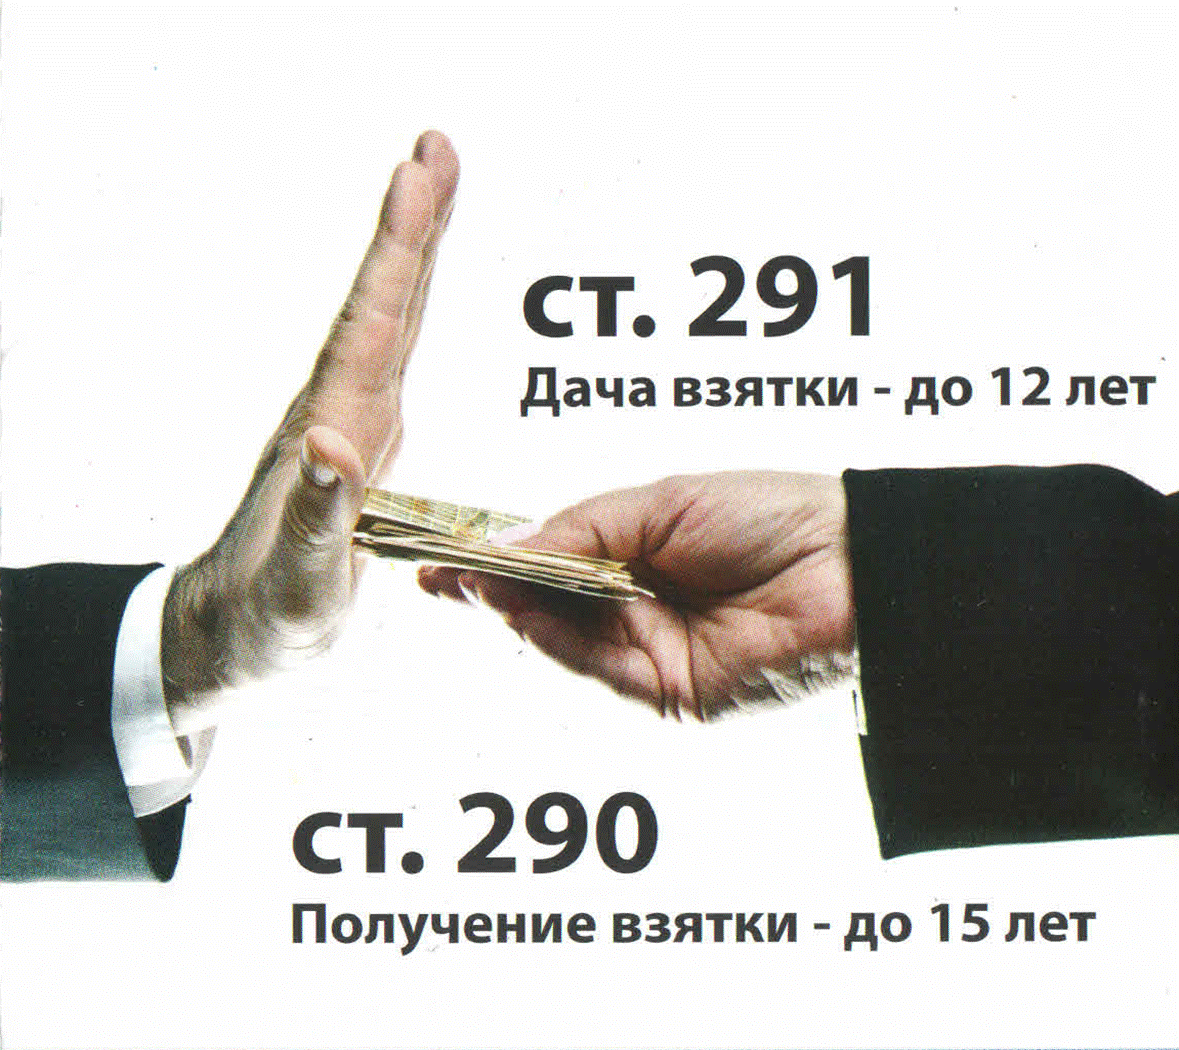 ст. 291
Дача взятки - до 12 лет
ст. 290
Получение взятки - до 15 лет